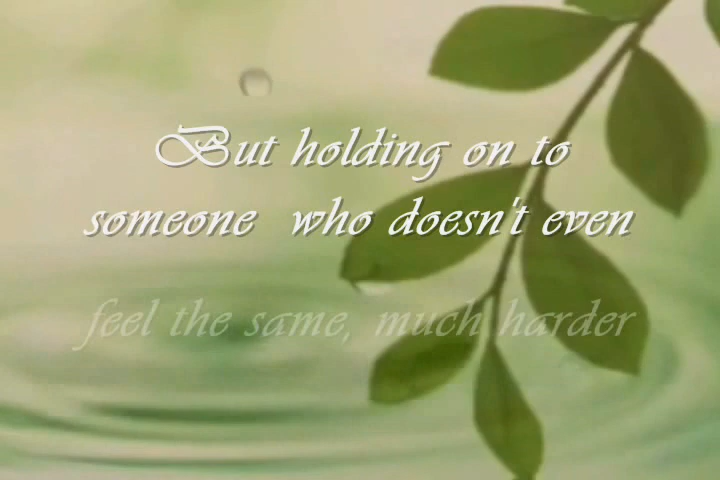 But holding on to
someone who doesn't even
feel the same, much harder